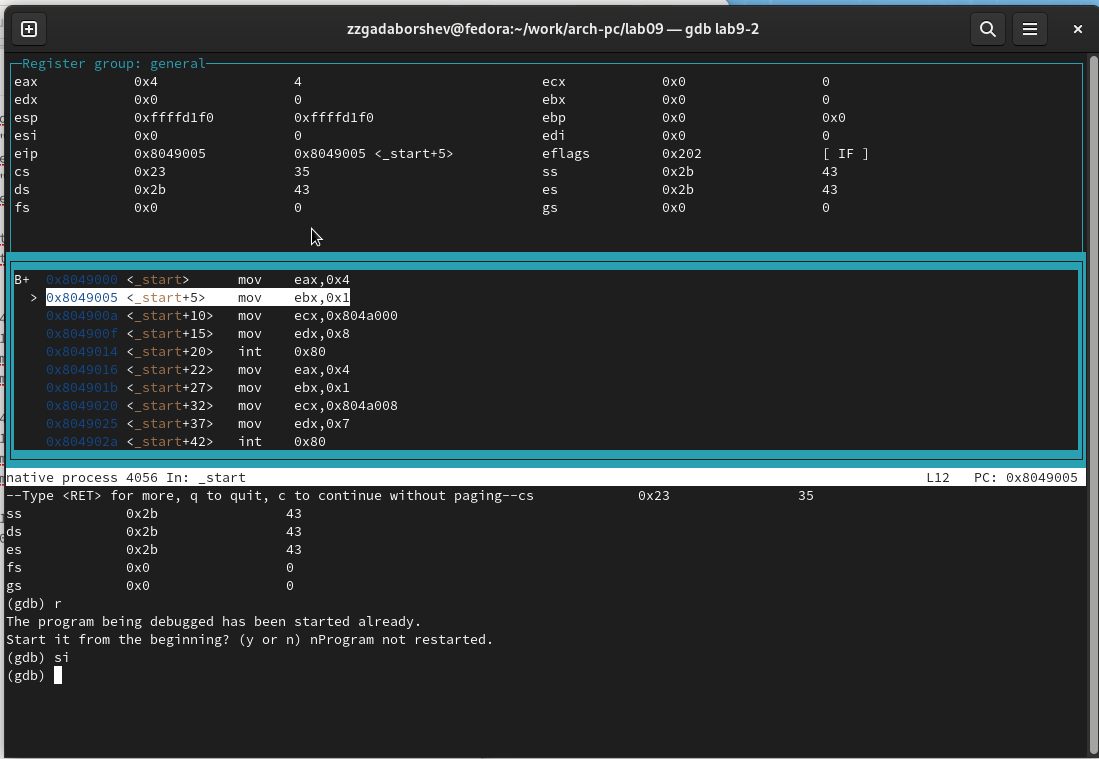 zzgadaborshev@fedora:~/work/arch-pc/lab09 — gdb lab9-2
Register group: general
eax 0x4 4 ecx 0x0 0
edx 0x0 0 ebx 0x0 0
esp 0xffffd1f0 0xffffd1f0 ebp 0x0 0x0
esi 0x0 0 edi 0x0 0
eip 0x8049005 0x8049005 <_start+5> eflags 0x202 [ IF ]
cs 0x23 35 ss 0x2b 43
ds 0x2b 43 es 0x2b 43
fs 0x0 0 gs 0x0 0
B+ 0x8049000 <_start> mov eax,0x4
> 0x8049005 <_start+5> mov ebx,0x1
0x804900a <_start+10> mov ecx,0x804a000
0x804900f <_start+15> mov edx,0x8
0x8049014 <_start+20> int 0x80
0x8049016 <_start+22> mov eax,0x4
0x804901b <_start+27> mov ebx,0x1
0x8049020 <_start+32> mov ecx,0x804a008
0x8049025 <_start+37> mov edx,0x7
0x804902a <_start+42> int 0x80
native process 4056 In: _start L12 PC: 0x8049005
--Type <RET> for more, q to quit, c to continue without paging--cs 0x23 35
ss 0x2b 43
ds 0x2b 43
es 0x2b 43
fs 0x0 0
gs 0x0 0
(gdb) r
The program being debugged has been started already.
Start it from the beginning? (y or n) nProgram not restarted.
(gdb) si
(gdb)